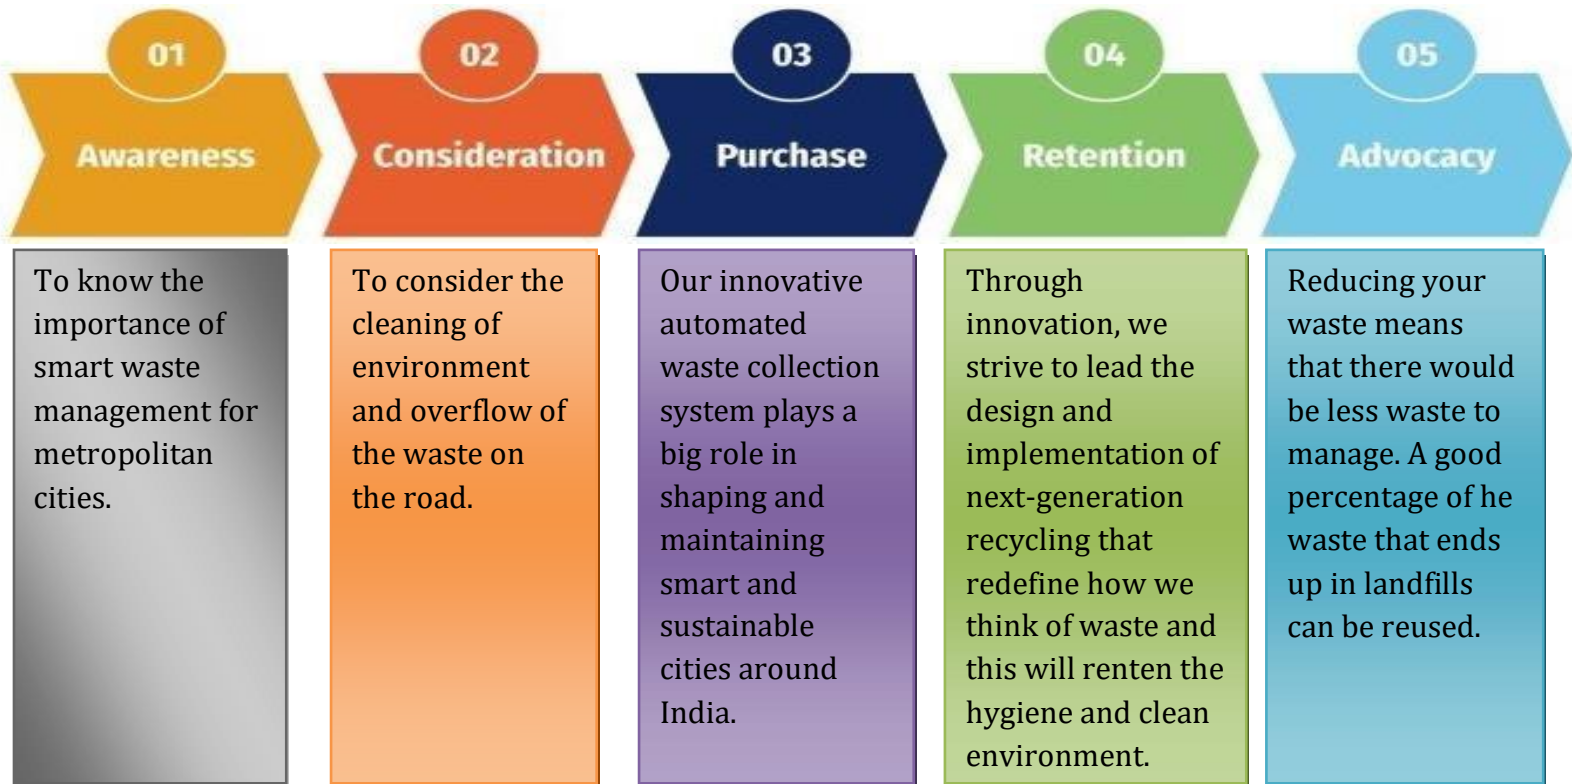 01
Awareness
To know the
importance of
smart waste
management for
metropolitan
cities.
02
Consideration
To consider the
cleaning of
environment
and overflow of
the waste on
the road.
03
Purchase
Our innovative
automated
waste collection
system plays a
big role in
shaping and
maintaining
smart and
sustainable
cities around
India.
04
Retention
Through
innovation, we
strive to lead the
design and
implementation of
next-generation
recycling that
redefine how we
think of waste and
this will renten the
hygiene and clean
environment.
05
Advocacy
Reducing your
waste means
that there would
be less waste to
manage. A good
percentage of he
waste that ends
up in landfills
can be reused.